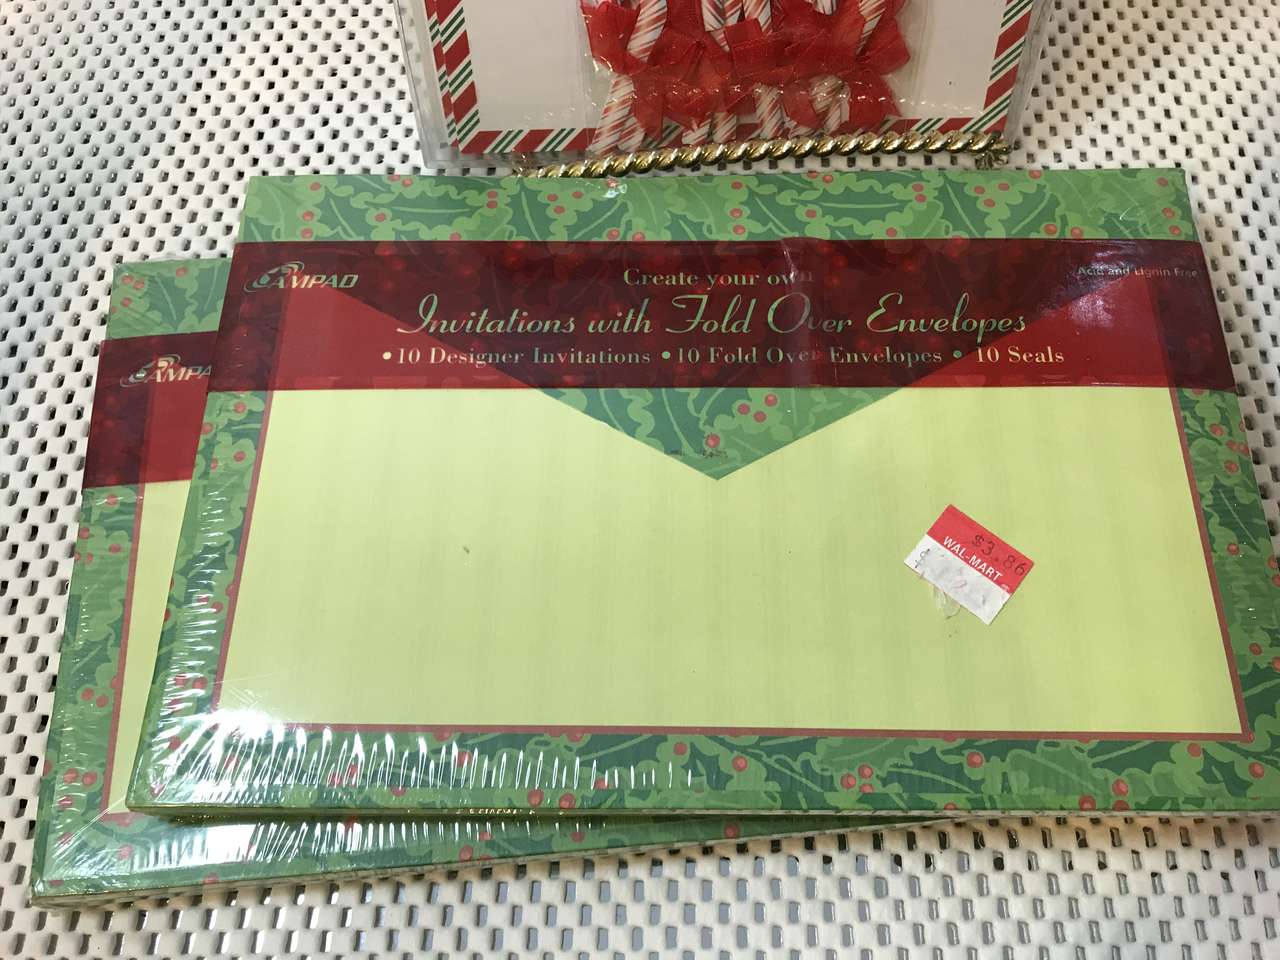 AMPAD
Create your own
Invitations with Fold Over Envelopes
• 10 Designer Invitations • 10 Fold Over Envelopes • 10 Seals
Acid and Lignin Free
AMPA
$3.86
WAL-MART
$